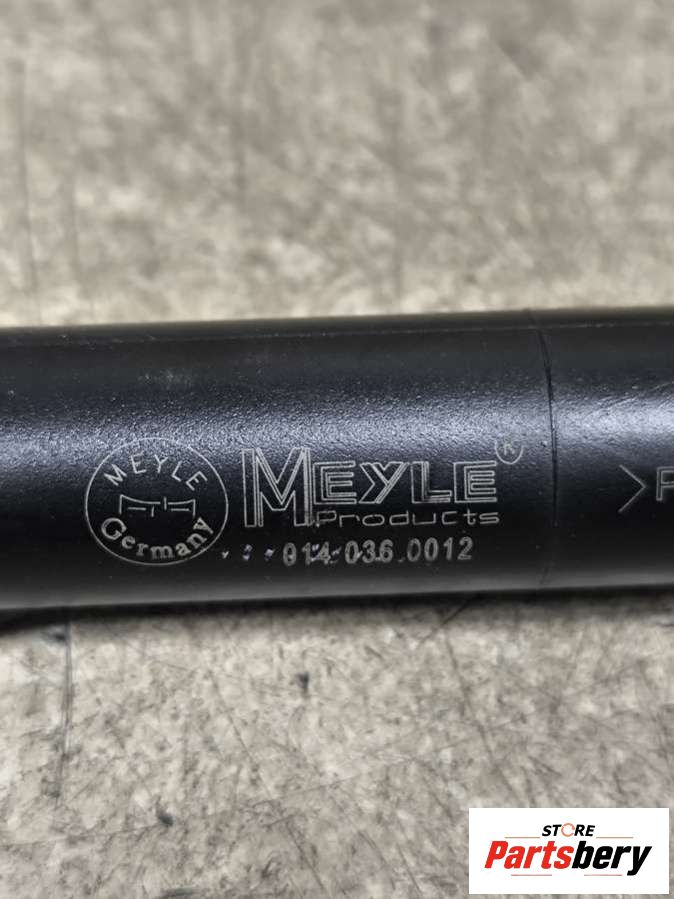 MEYLE
Germany
MEYLE®
Products
014 036 0012
>P
STORE
Partsbery